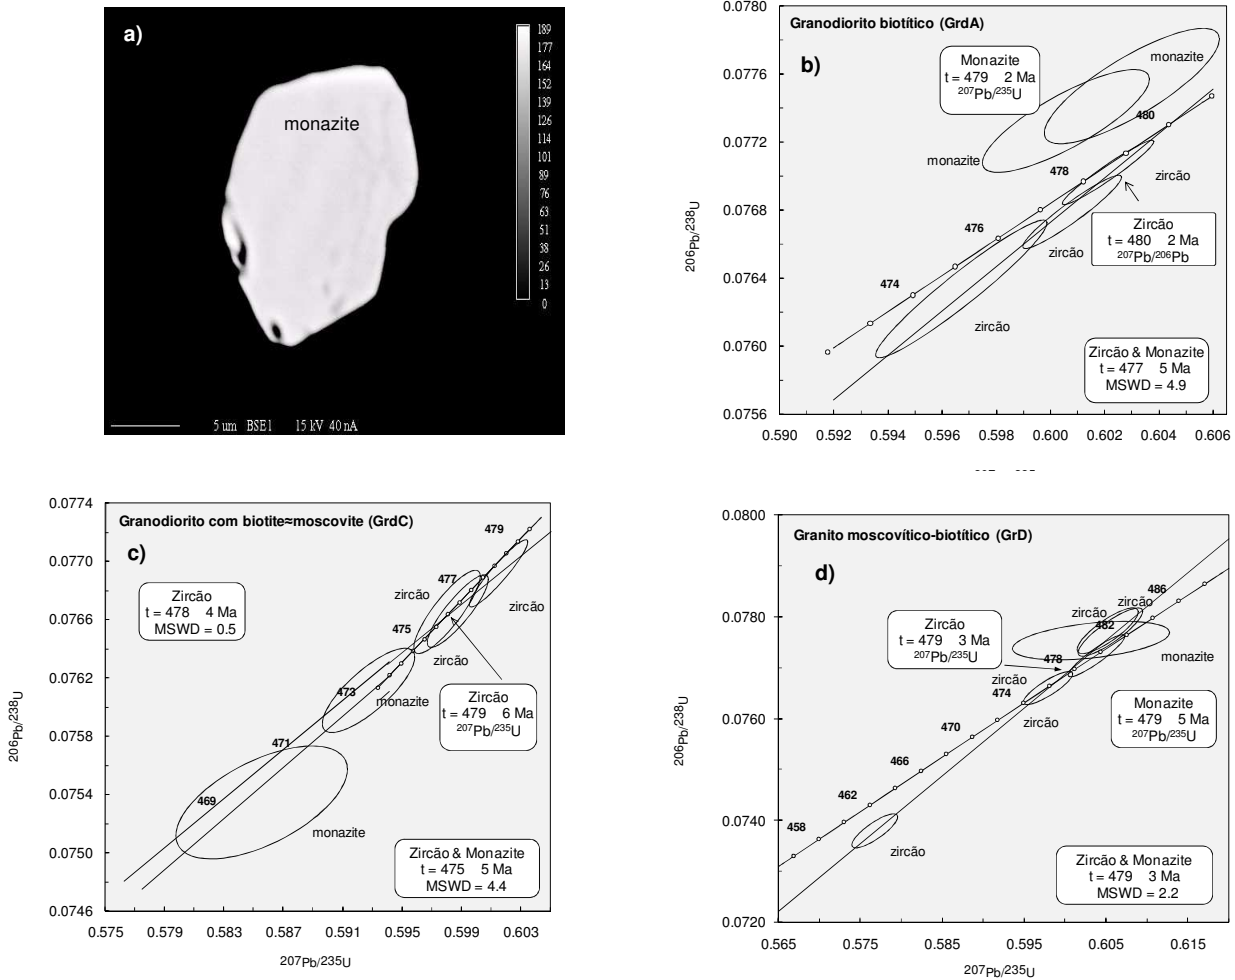 a)
monazite
189
177
164
152
139
126
114
101
89
76
63
51
38
26
13
0
5 um BSE1 15 kV 40 nA
Granodiorito biotítico (GrdA)
b)
0.0780
0.0776
0.0772
0.0768
0.0764
0.0760
0.0756
206Pb/238U
Monazite
t = 479 2 Ma
207Pb/235U
monazite
monazite
480
478
476
474
zircão
zircão
zircão
Zircão
t = 480 2 Ma
207Pb/206Pb
Zircão & Monazite
t = 477 5 Ma
MSWD = 4.9
0.590 0.592 0.594 0.596 0.598 0.600 0.602 0.604 0.606
Granodiorito com biotite≈moscovite (GrdC)
c)
0.0774
0.0770
0.0766
0.0762
0.0758
0.0754
0.0750
0.0746
206Pb/238U
Zircão
t = 478 4 Ma
MSWD = 0.5
479
477
475
473
471
469
zircão
zircão
zircão
monazite
monazite
Zircão
t = 479 6 Ma
207Pb/235U
Zircão & Monazite
t = 475 5 Ma
MSWD = 4.4
0.575 0.579 0.583 0.587 0.591 0.595 0.599 0.603
207Pb/235U
Granito moscovítico-biotítico (GrD)
d)
0.0800
0.0780
0.0760
0.0740
0.0720
206Pb/238U
Zircão
t = 479 3 Ma
207Pb/235U
486
482
478
474
470
466
462
458
zircão
zircão
zircão
zircão
zircão
monazite
Monazite
t = 479 5 Ma
207Pb/235U
Zircão & Monazite
t = 479 3 Ma
MSWD = 2.2
0.565 0.575 0.585 0.595 0.605 0.615
207Pb/235U